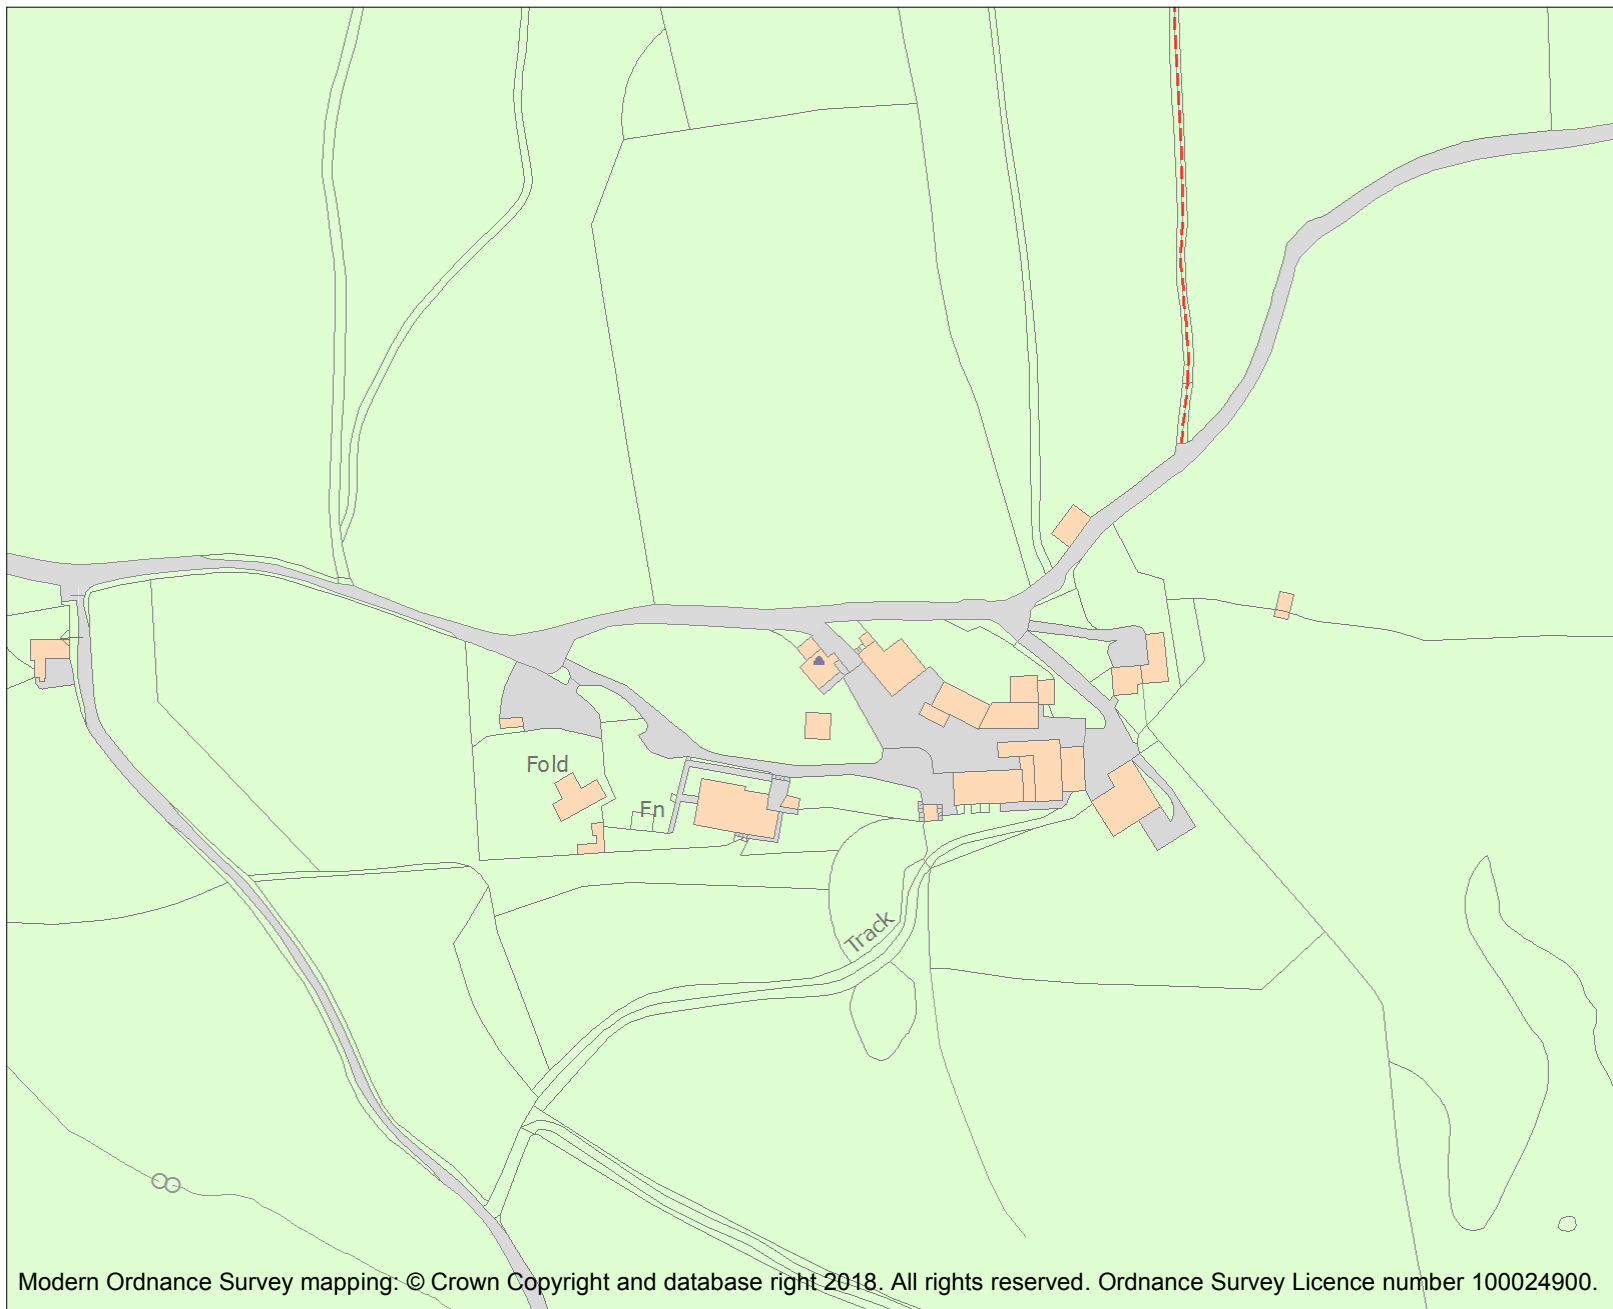 Fold
Fn
Track
Modern Ordnance Survey mapping: © Crown Copyright and database right 2018. All rights reserved. Ordnance Survey Licence number 100024900.